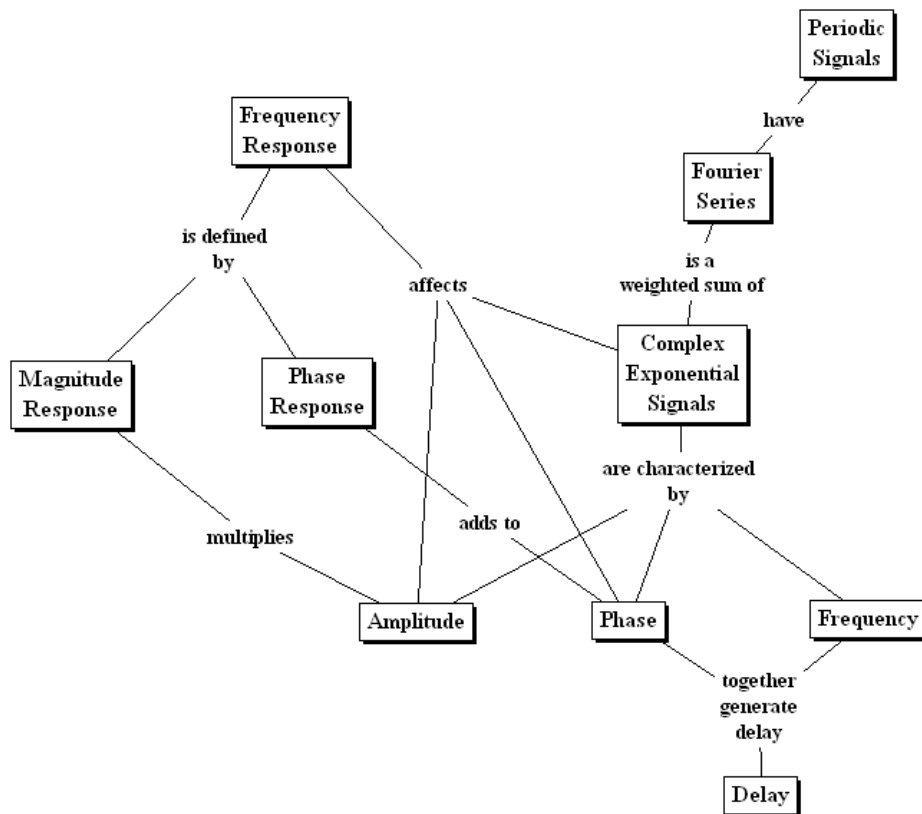 Periodic
Signals
Frequency
Response
have
Fourier
Series
is defined
by
is a
weighted sum of
affects
Magnitude
Response
Phase
Response
Complex
Exponential
Signals
are characterized
by
multiplies
adds to
Amplitude
Phase
Frequency
together
generate
delay
Delay